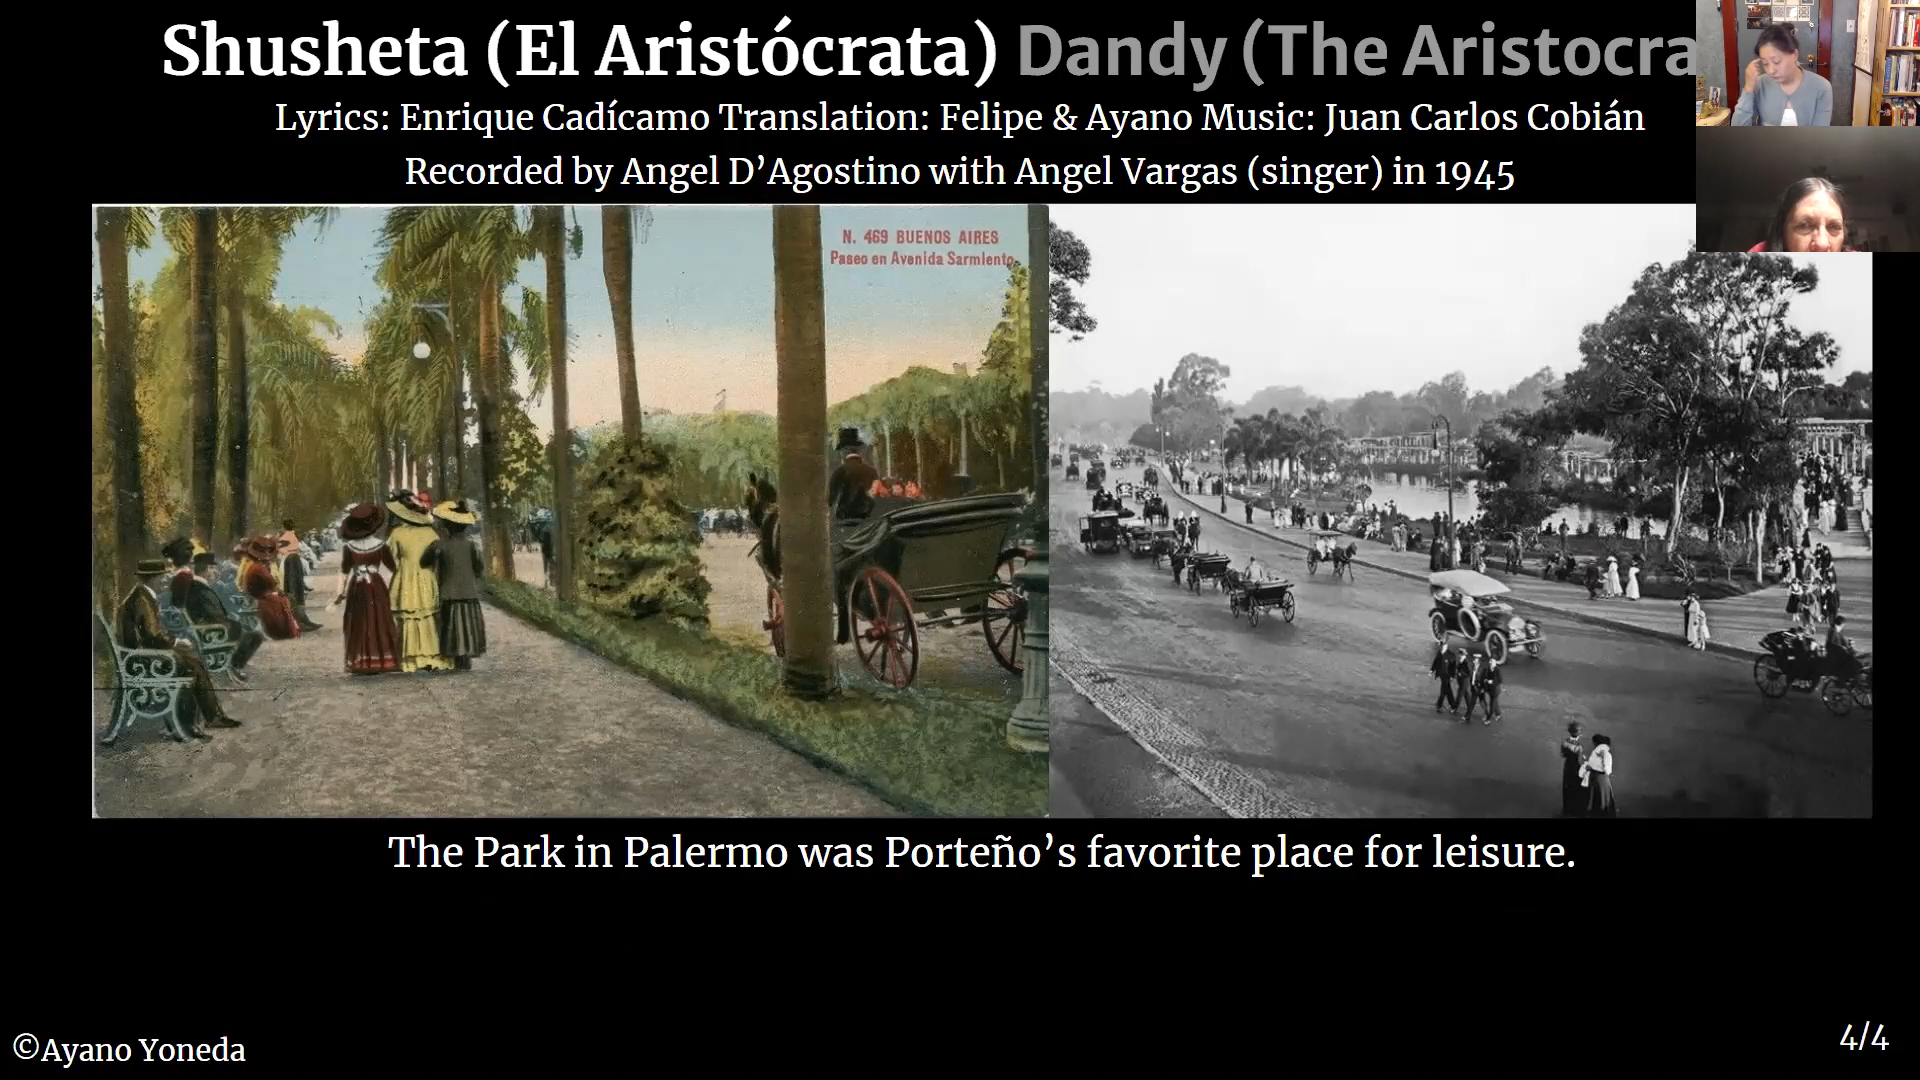 Shusheta (El Aristócrata) Dandy (The Aristocra
Lyrics: Enrique Cadícamo Translation: Felipe & Ayano Music: Juan Carlos Cobián
Recorded by Angel D’Agostino with Angel Vargas (singer) in 1945
N. 469 BUENOS AIRES
Paseo en Avenida Sarmiento
The Park in Palermo was Porteño’s favorite place for leisure.
©Ayano Yoneda
4/4